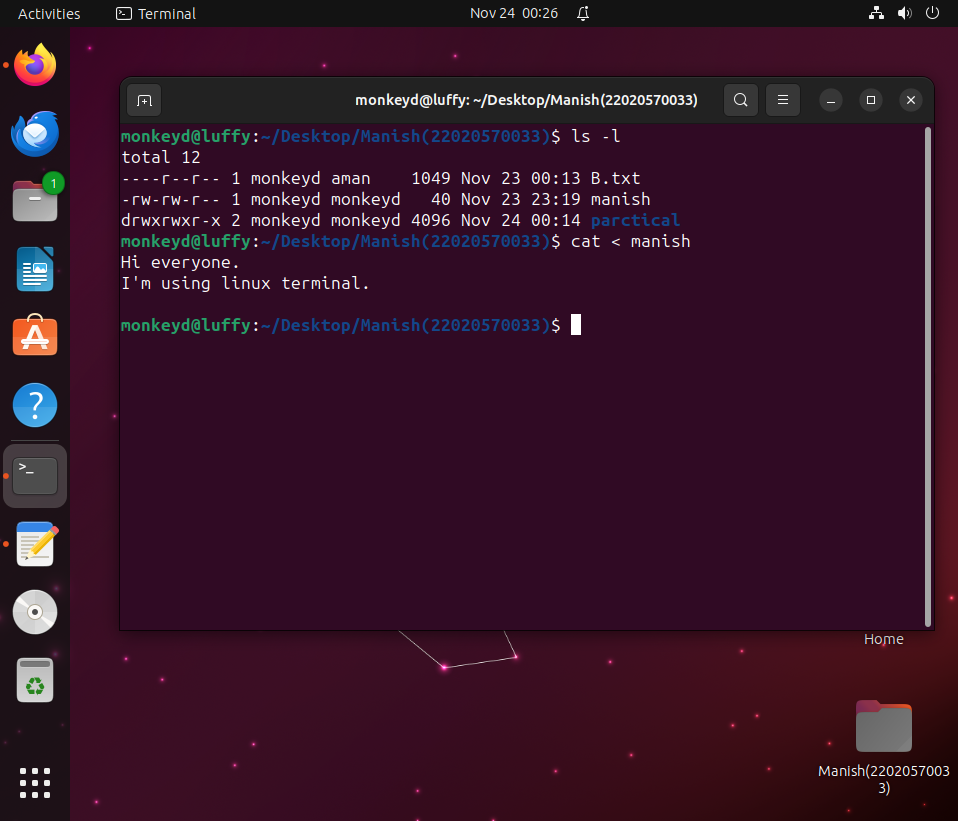 Activities
Terminal
Nov 24 00:26
1
monkeyd@luffy: ~/Desktop/Manish(22020570033)
monkeyd@luffy:~/Desktop/Manish(22020570033)$ ls -l
total 12
----r--r-- 1 monkeyd aman    1049 Nov 23 00:13 B.txt
-rw-rw-r-- 1 monkeyd monkeyd   40 Nov 23 23:19 manish
drwxrwxr-x 2 monkeyd monkeyd 4096 Nov 24 00:14 parctical
monkeyd@luffy:~/Desktop/Manish(22020570033)$ cat < manish
Hi everyone.
I'm using linux terminal.
monkeyd@luffy:~/Desktop/Manish(22020570033)$
Home
Manish(2202057003
3)